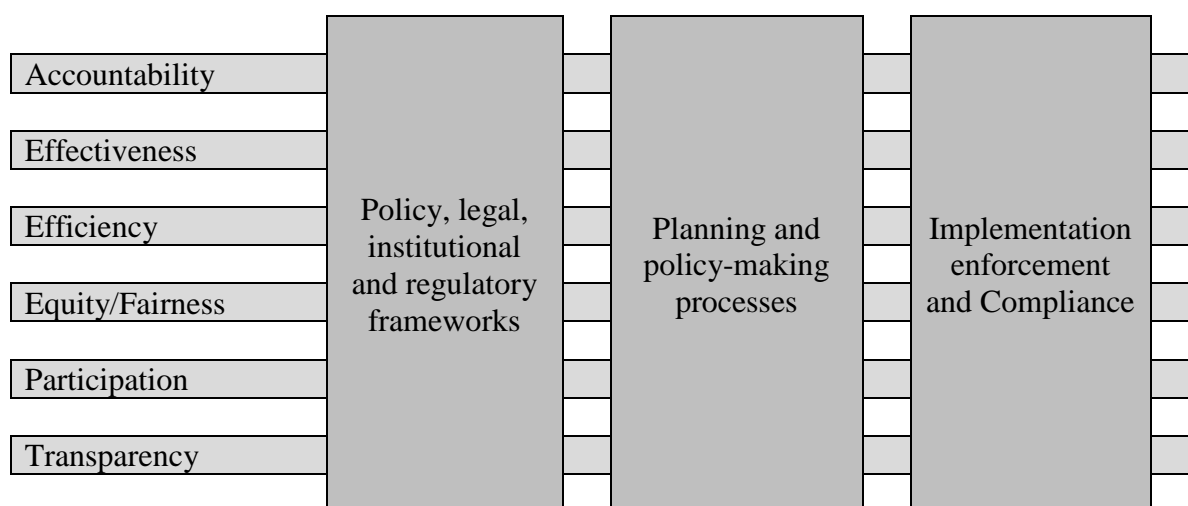 Accountability
Effectiveness
Efficiency
Equity/Fairness
Participation
Transparency
Policy, legal,
institutional
and regulatory
frameworks
Planning and
policy-making
processes
Implementation
enforcement
and Compliance